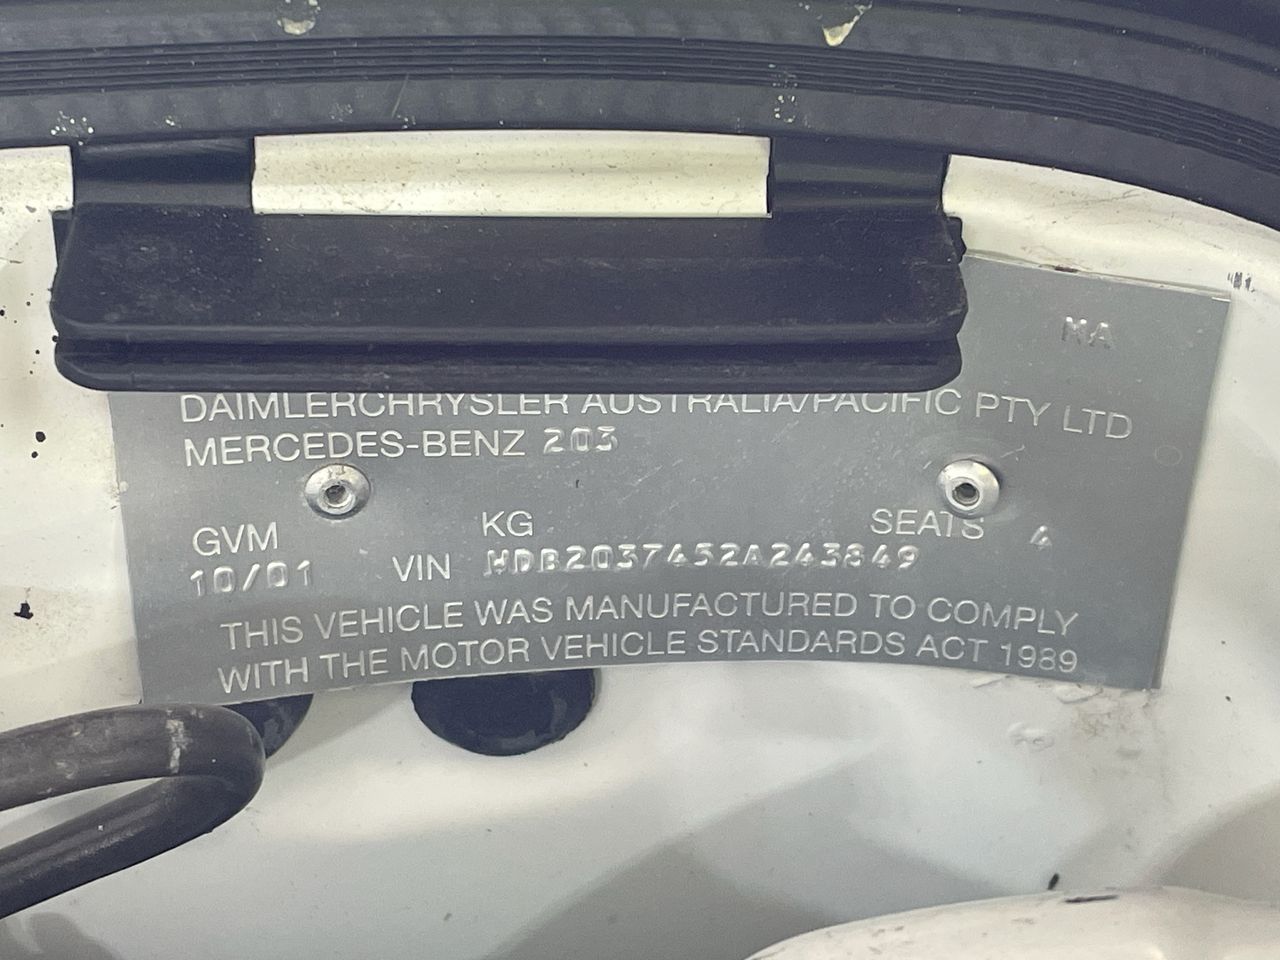 MA
DAIMLERCHRYSLER AUSTRALIA/PACIFIC PTY LTD
MERCEDES-BENZ 203
GVM KG SEATS 4
10/01 VIN WDB2037452A243849
THIS VEHICLE WAS MANUFACTURED TO COMPLY
WITH THE MOTOR VEHICLE STANDARDS ACT 1989